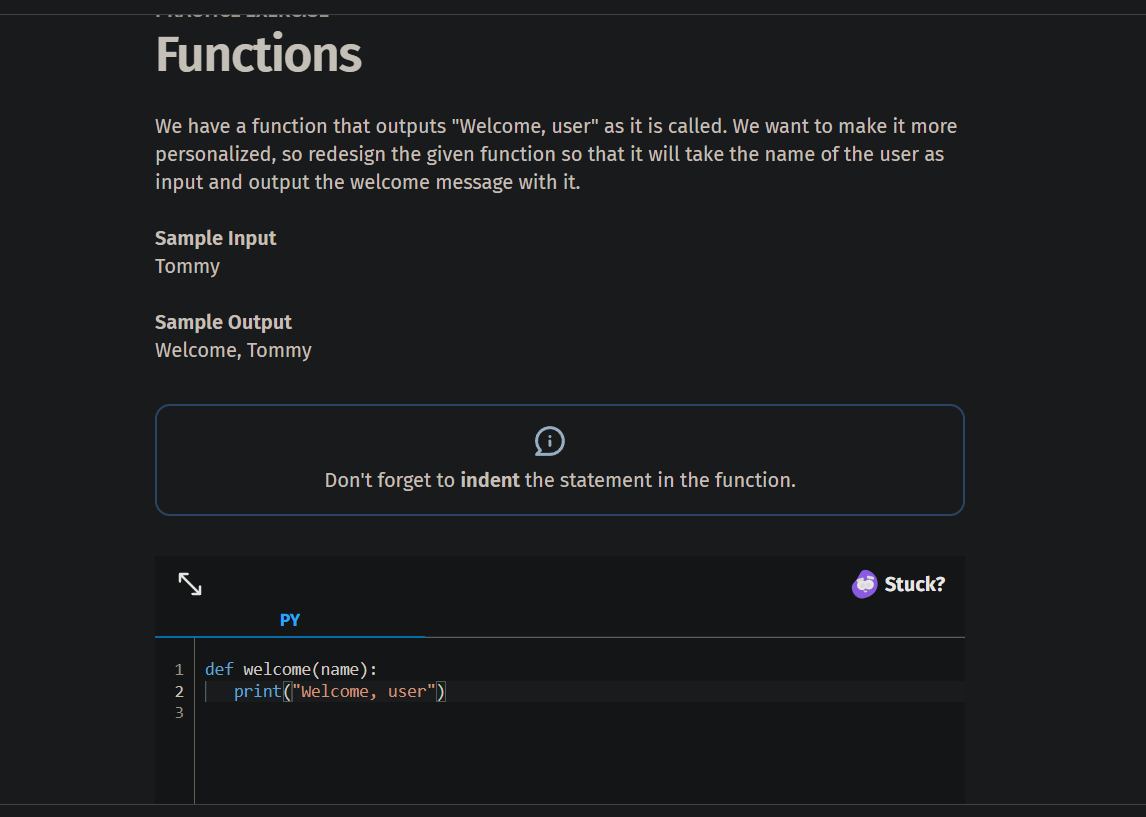 PRACTICE EXERCISE
Functions
We have a function that outputs "Welcome, user" as it is called. We want to make it more
personalized, so redesign the given function so that it will take the name of the user as
input and output the welcome message with it.
Sample Input
Tommy
Sample Output
Welcome, Tommy
Don't forget to indent the statement in the function.
Stuck?
PY
1 def welcome(name):
2    print("Welcome, user")
3